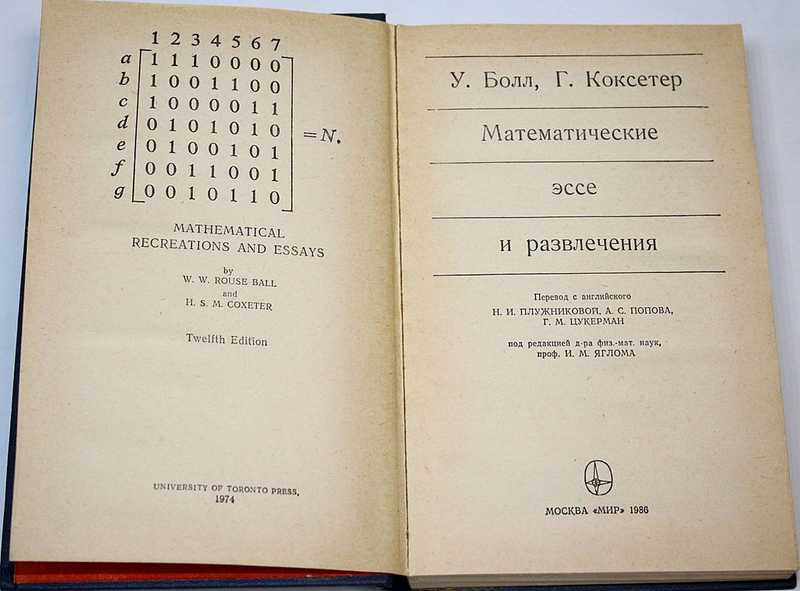 1 2 3 4 5 6 7
a 1 1 1 0 0 0 0
b 1 0 0 1 1 0 0
c 1 0 0 0 0 1 1
d 0 1 0 1 0 1 0
e 0 1 0 0 1 0 1 = N.
f 0 0 1 1 0 0 1
g 0 0 1 0 1 1 0
MATHEMATICAL
RECREATIONS AND ESSAYS
by
W. W. ROUSE BALL
and
H. S. M. COXETER
Twelfth Edition
UNIVERSITY OF TORONTO PRESS,
1974
У. Болл, Г. Коксетер
Математические
эссе
и развлечения
Перевод с английского
Н. И. ПЛУЖНИКОВОЙ, А. С. ПОПОВА,
Г. М. ЦУКЕРМАН
под редакцией д-ра физ.-мат. наук,
проф. И. М. ЯГЛОМА
МОСКВА «МИР» 1986